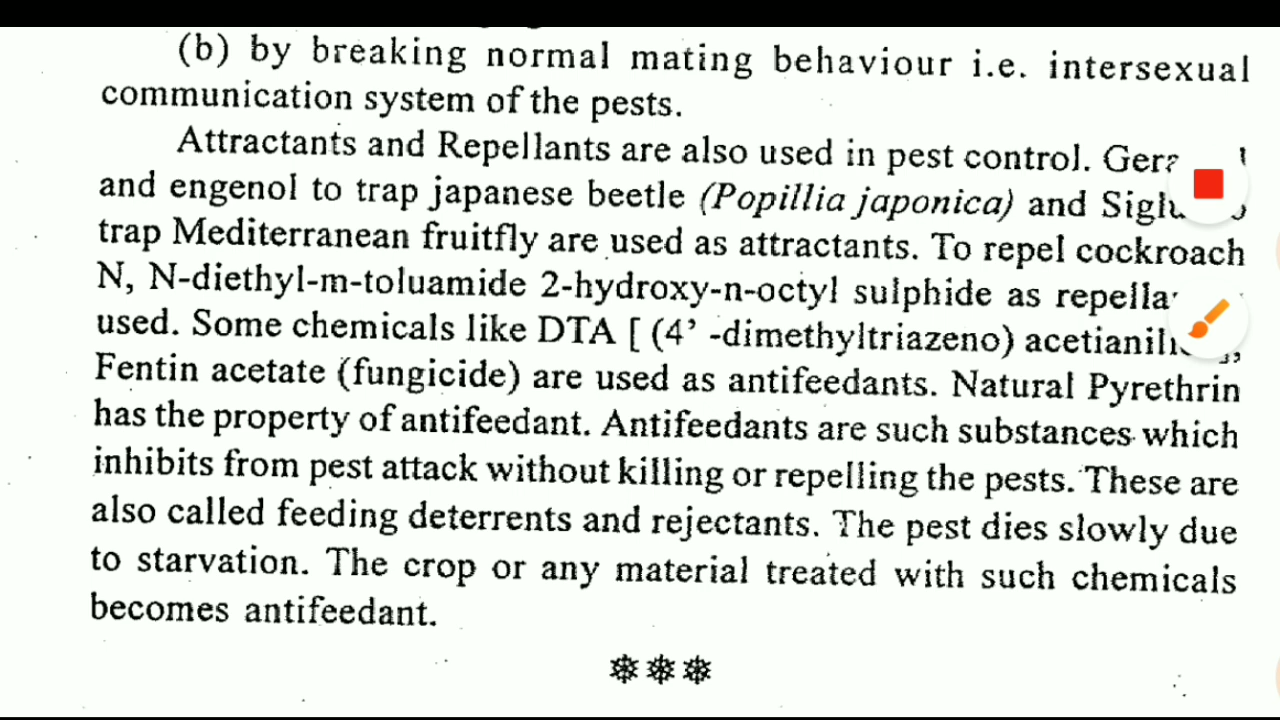 (b) by breaking normal mating behaviour i.e. intersexual
communication system of the pests.
Attractants and Repellants are also used in pest control.
and engenol to trap japanese beetle (Popillia japonica) and
trap Mediterranean fruitfly are used as attractants. To repel cockroach
N, N-diethyl-m-toluamide 2-hydroxy-n-octyl sulphide as
used. Some chemicals like DTA [ (4’ -dimethyltriazeno)
Fentin acetate (fungicide) are used as antifeedants. Natural Pyrethrin
has the property of antifeedant. Antifeedants are such substances which
inhibits from pest attack without killing or repelling the pests. These are
also called feeding deterrents and rejectants. The pest dies slowly due
to starvation. The crop or any material treated with such chemicals
becomes antifeedant.